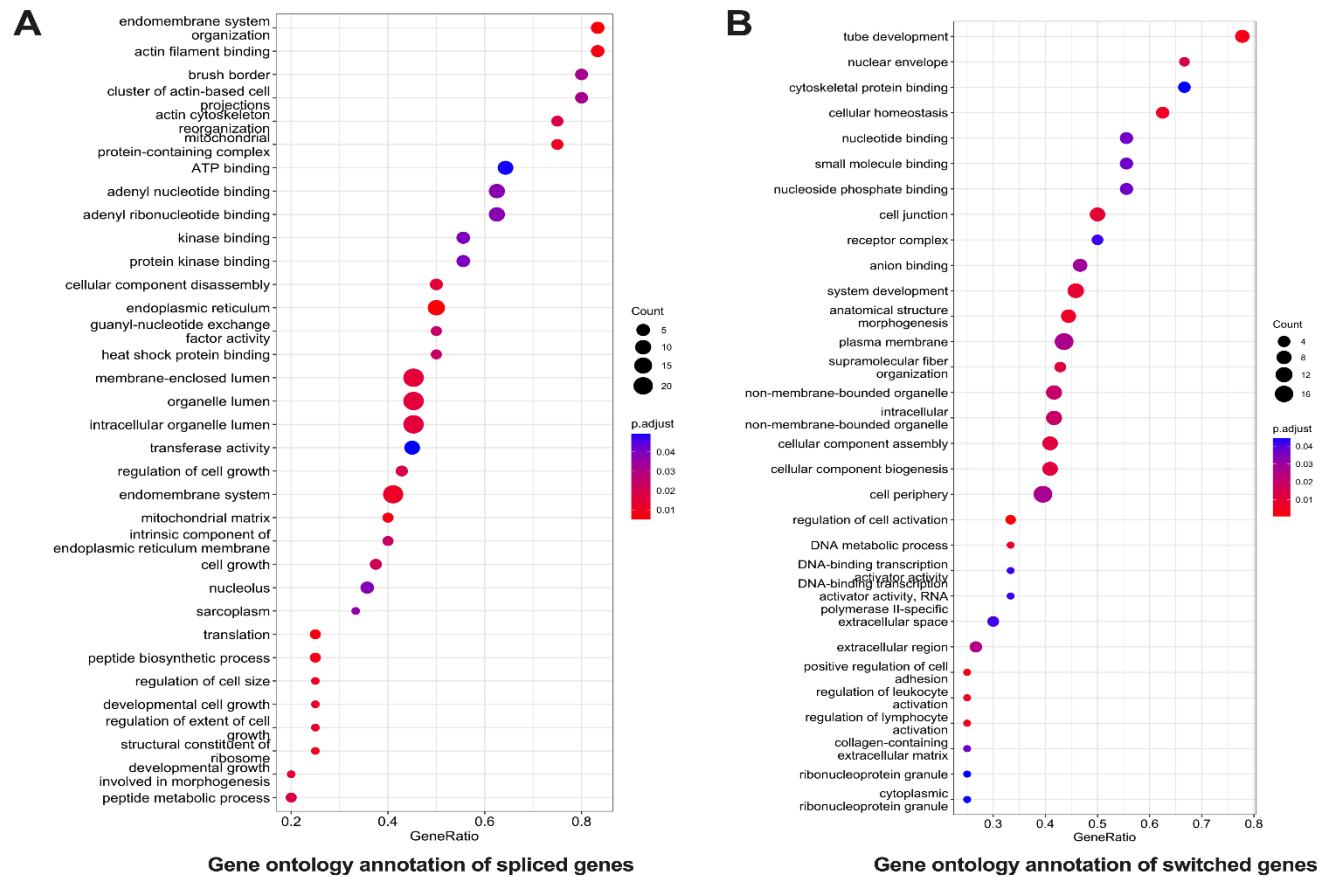 A
endomembrane system
organization
actin filament binding
brush border
cluster of actin-based cell
projections
actin cytoskeleton
reorganization
mitochondrial
protein-containing complex
ATP binding
adenyl nucleotide binding
adenyl ribonucleotide binding
kinase binding
protein kinase binding
cellular component disassembly
endoplasmic reticulum
guanyl-nucleotide exchange
factor activity
heat shock protein binding
membrane-enclosed lumen
organelle lumen
intracellular organelle lumen
transferase activity
regulation of cell growth
endomembrane system
mitochondrial matrix
intrinsic component of
endoplasmic reticulum membrane
cell growth
nucleolus
sarcoplasm
translation
peptide biosynthetic process
regulation of cell size
developmental cell growth
regulation of extent of cell
growth
structural constituent of
ribosome
developmental growth
involved in morphogenesis
peptide metabolic process
0.2 0.4 0.6 0.8
GeneRatio
Count
5
10
15
20
p.adjust
0.04
0.03
0.02
0.01
Gene ontology annotation of spliced genes
B
tube development
nuclear envelope
cytoskeletal protein binding
cellular homeostasis
nucleotide binding
small molecule binding
nucleoside phosphate binding
cell junction
receptor complex
anion binding
system development
anatomical structure
morphogenesis
plasma membrane
supramolecular fiber
organization
non-membrane-bounded organelle
intracellular
non-membrane-bounded organelle
cellular component assembly
cellular component biogenesis
cell periphery
regulation of cell activation
DNA metabolic process
DNA-binding transcription
activator activity
DNA-binding transcription
activator activity, RNA
polymerase II-specific
extracellular space
extracellular region
positive regulation of cell
adhesion
regulation of leukocyte
activation
regulation of lymphocyte
activation
collagen-containing
extracellular matrix
ribonucleoprotein granule
cytoplasmic
ribonucleoprotein granule
0.3 0.4 0.5 0.6 0.7 0.8
GeneRatio
Count
4
8
12
16
p.adjust
0.04
0.03
0.02
0.01
Gene ontology annotation of switched genes